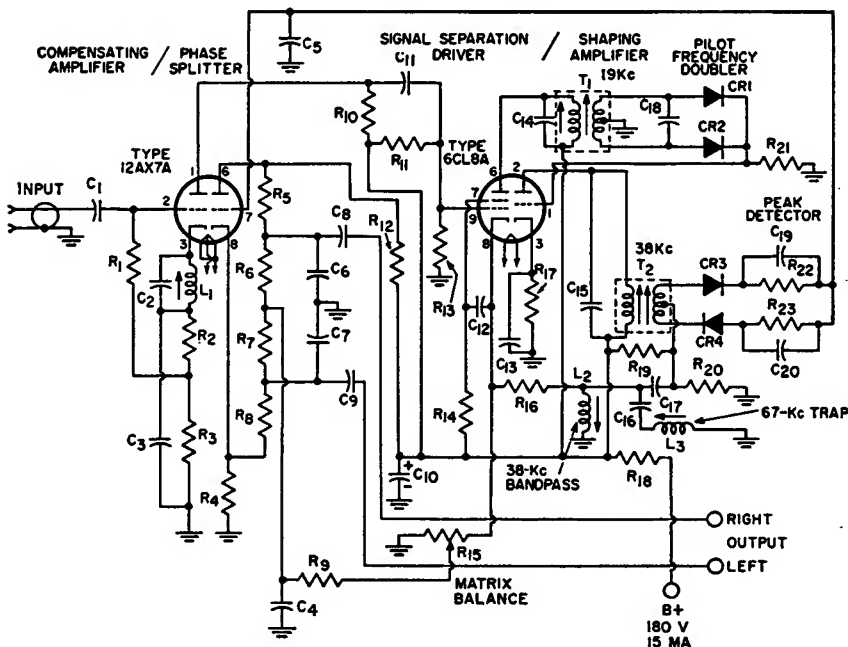 COMPENSATING AMPLIFIER / PHASE SPLITTER
SIGNAL SEPARATION DRIVER / SHAPING AMPLIFIER
PILOT FREQUENCY DOUBLER
C5
C11
T1
19Kc
CR1
R10
C14
C18
CR2
TYPE 12AX7A
R11
TYPE 6CL8A
R21
INPUT
C1
1
6
6
2
2
7
7
9
1
3
8
8
3
R5
C8
R12
PEAK DETECTOR
C19
R1
38Kc
T2
C2
L1
R6
C6
R13
R17
C15
CR3
R22
R2
R7
C7
C12
C13
CR4
R23
R19
C20
C3
R3
R8
C9
R14
R16
L2
C17
R20
C16
67-Kc TRAP
L3
R4
+
C10
-
38-Kc BANDPASS
R18
RIGHT
OUTPUT
R15
LEFT
R9
MATRIX BALANCE
C4
B+
180 V
15 MA